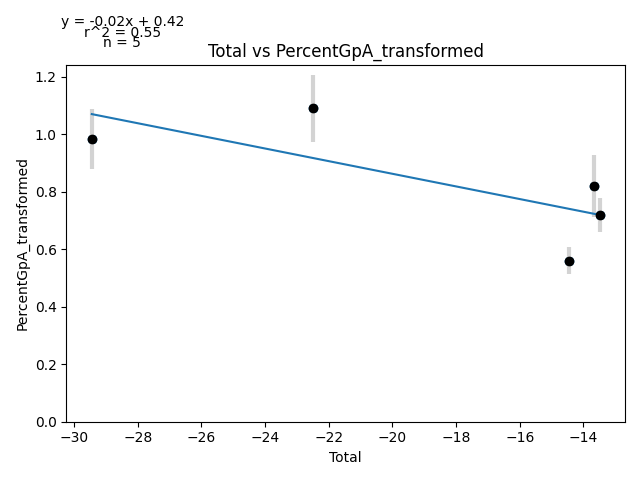 y = -0.02x + 0.42
r^2 = 0.55
n = 5
Total vs PercentGpA_transformed
PercentGpA_transformed
1.2
1.0
0.8
0.6
0.4
0.2
0.0
−30
−28
−26
−24
−22
−20
−18
−16
−14
Total